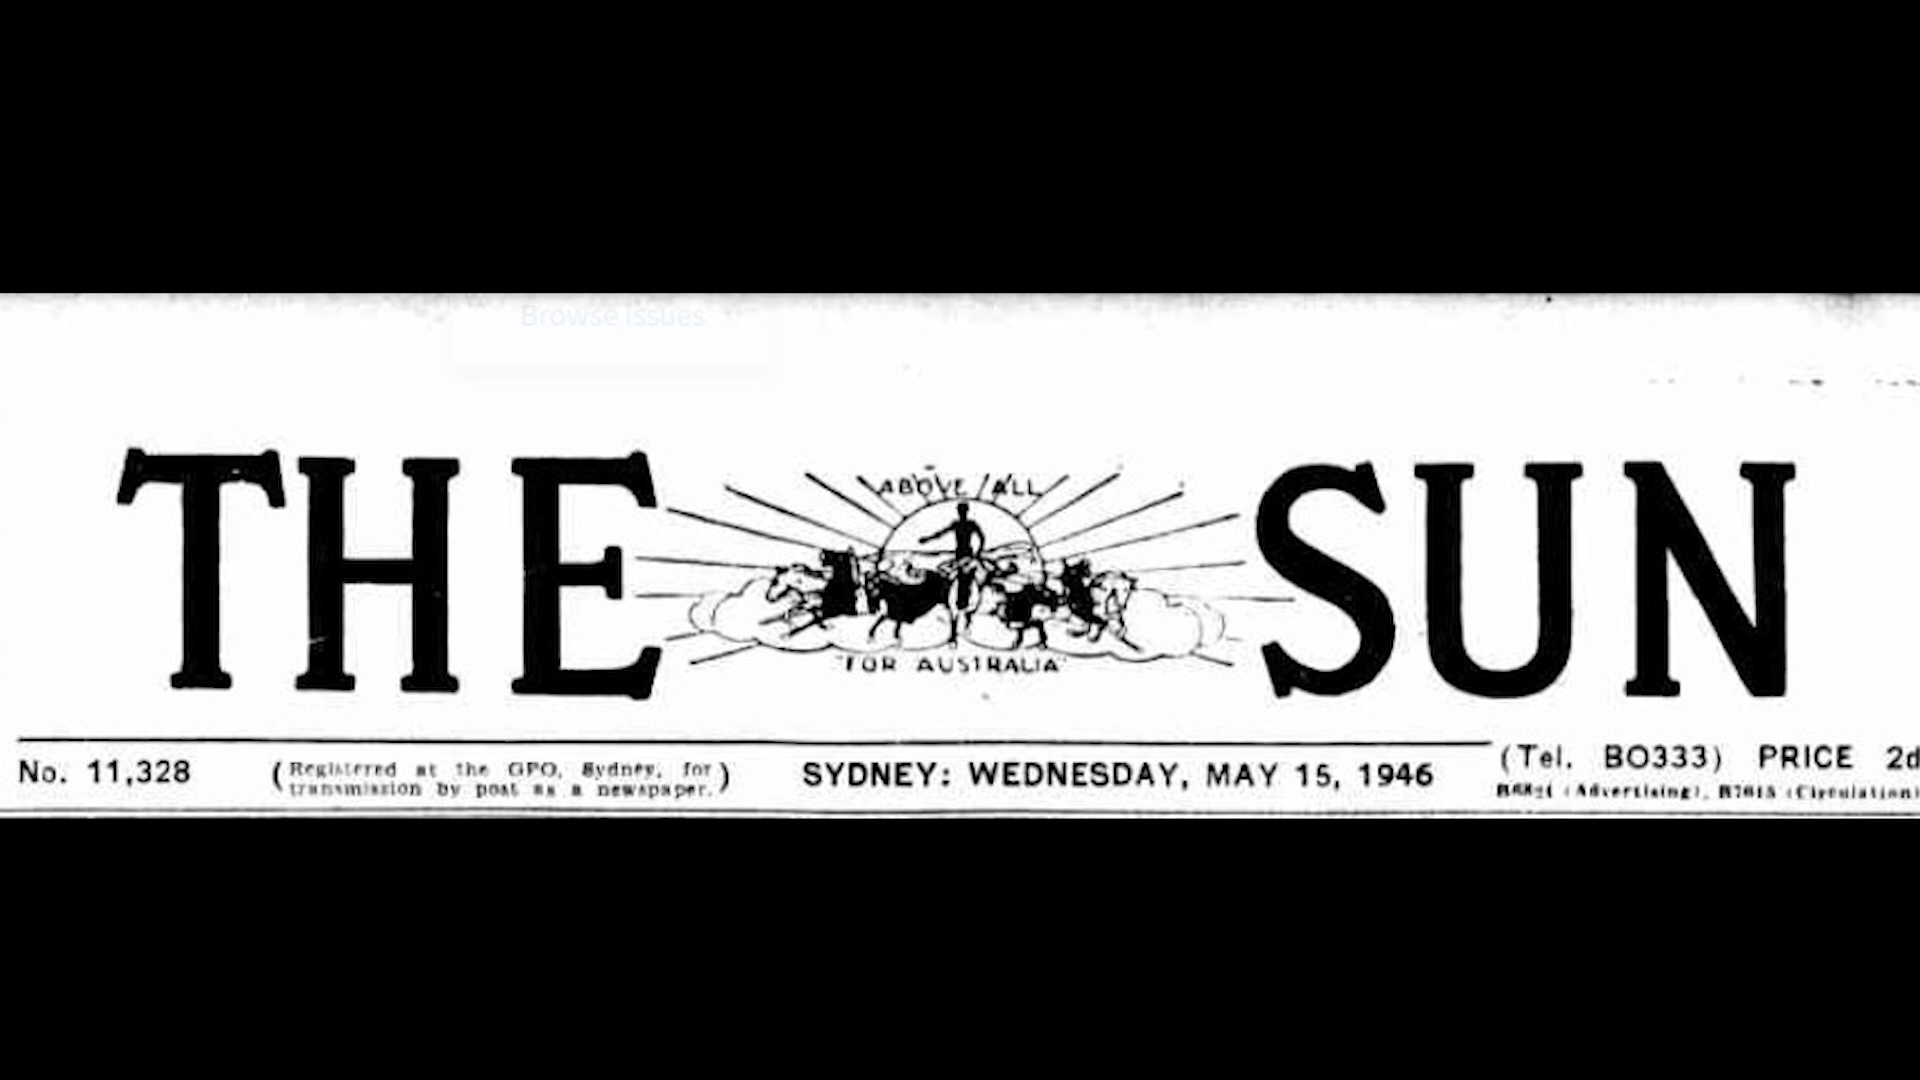 Browse issues
THE SUN
ABOVE ALL
"FOR AUSTRALIA"
No. 11,328
(Registered at the GPO, Sydney, for
transmission by post as a newspaper.)
SYDNEY: WEDNESDAY, MAY 15, 1946
(Tel. BO333) PRICE 2d
(Advertising), B7615 (Circulation)